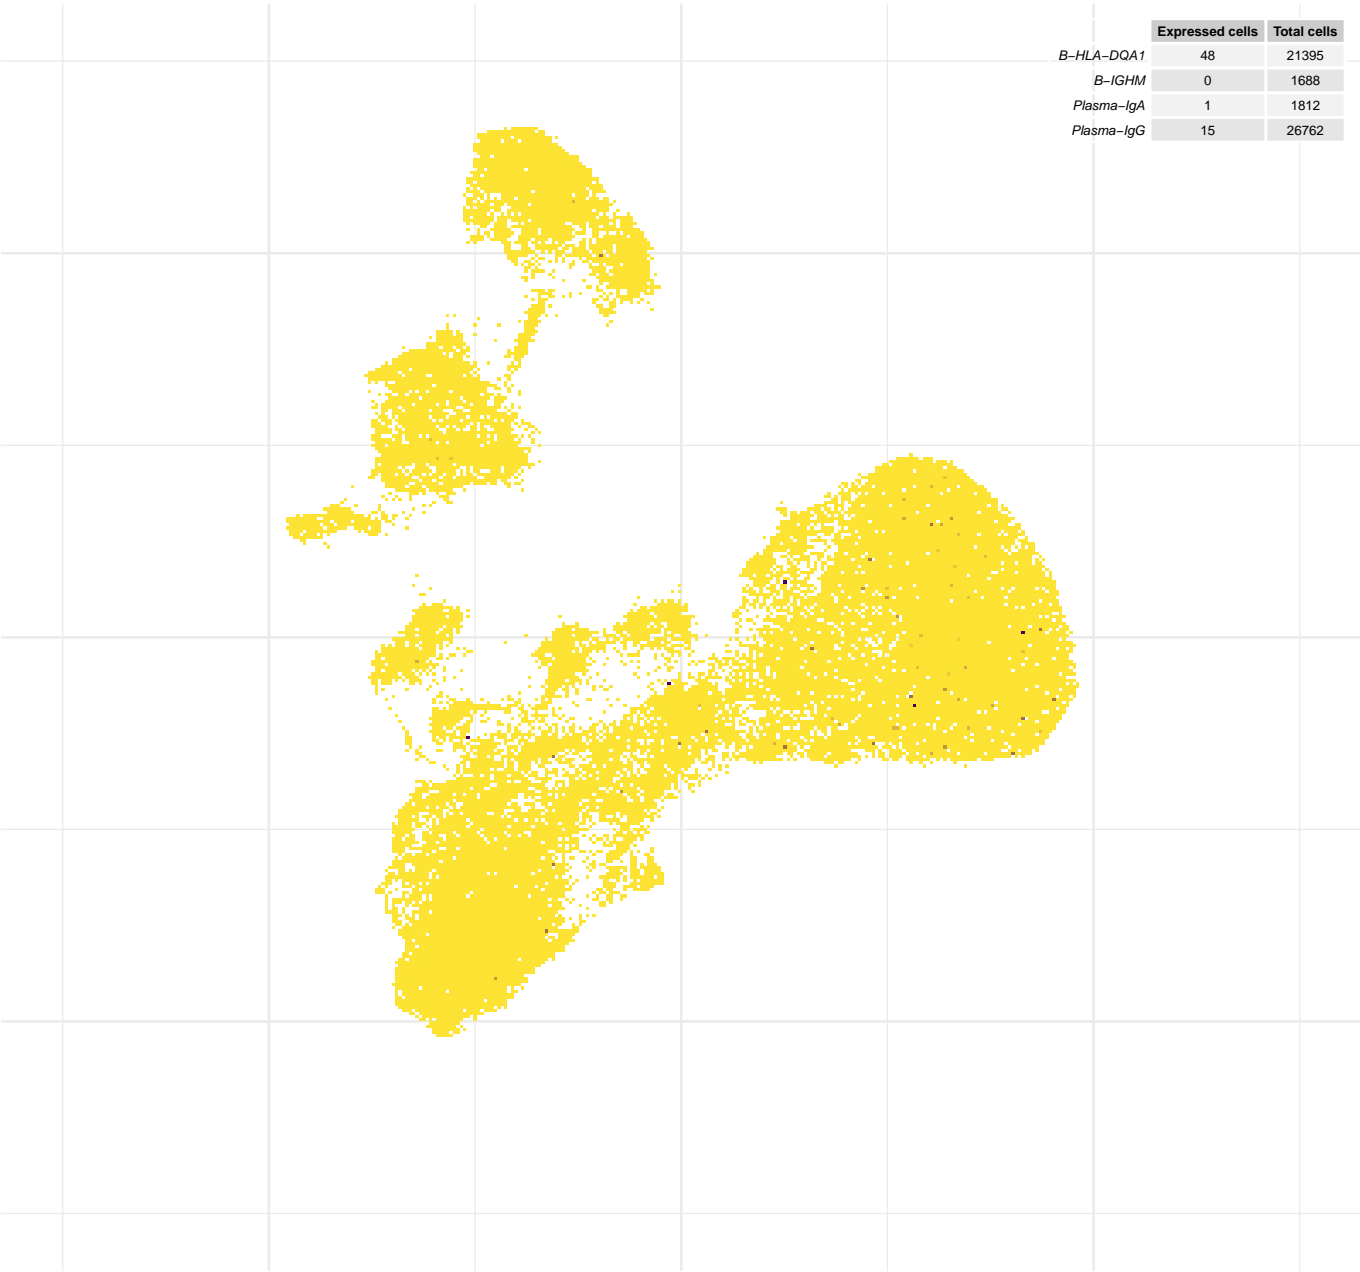 Expressed cells Total cells
B−HLA−DQA1 48 21395
B−IGHM 0 1688
Plasma−IgA 1 1812
Plasma−IgG 15 26762